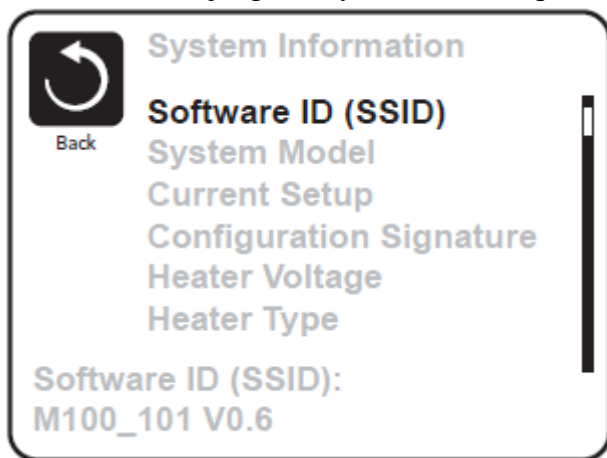 System Information
Back
Software ID (SSID)
System Model
Current Setup
Configuration Signature
Heater Voltage
Heater Type
Software ID (SSID):
M100_101 V0.6